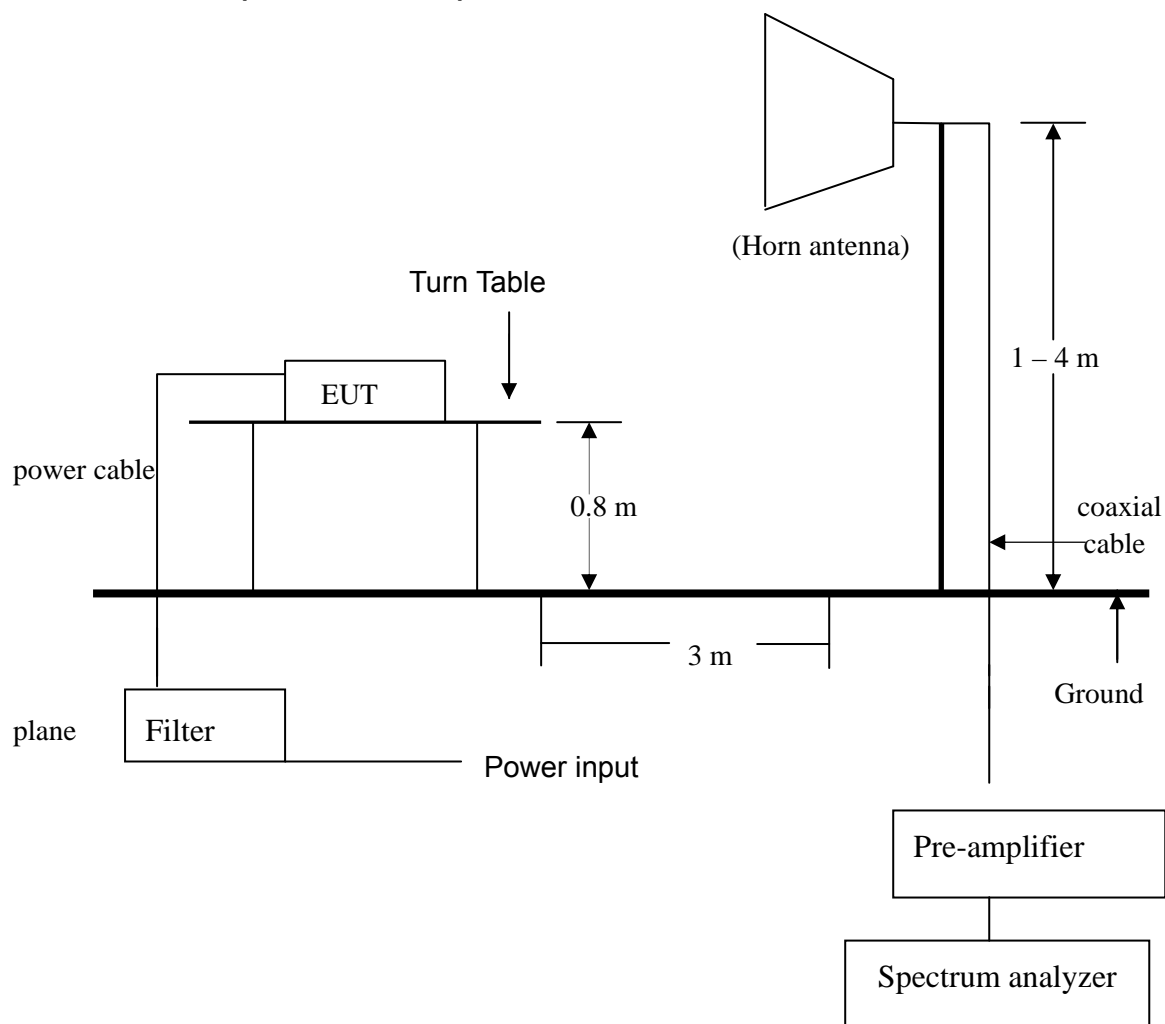 (Horn antenna)
Turn Table
1 – 4 m
EUT
power cable
0.8 m
coaxial
cable
3 m
Ground
plane
Filter
Power input
Pre-amplifier
Spectrum analyzer